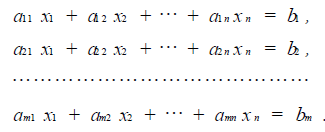 a₁₁ x₁ + a₁₂ x₂ + ⋯ + a₁ₙ xₙ = b₁ ,
a₂₁ x₁ + a₂₂ x₂ + ⋯ + a₂ₙ xₙ = b₂ ,
………………………………………
aₘ₁ x₁ + aₘ₂ x₂ + ⋯ + aₘₙ xₙ = bₘ .